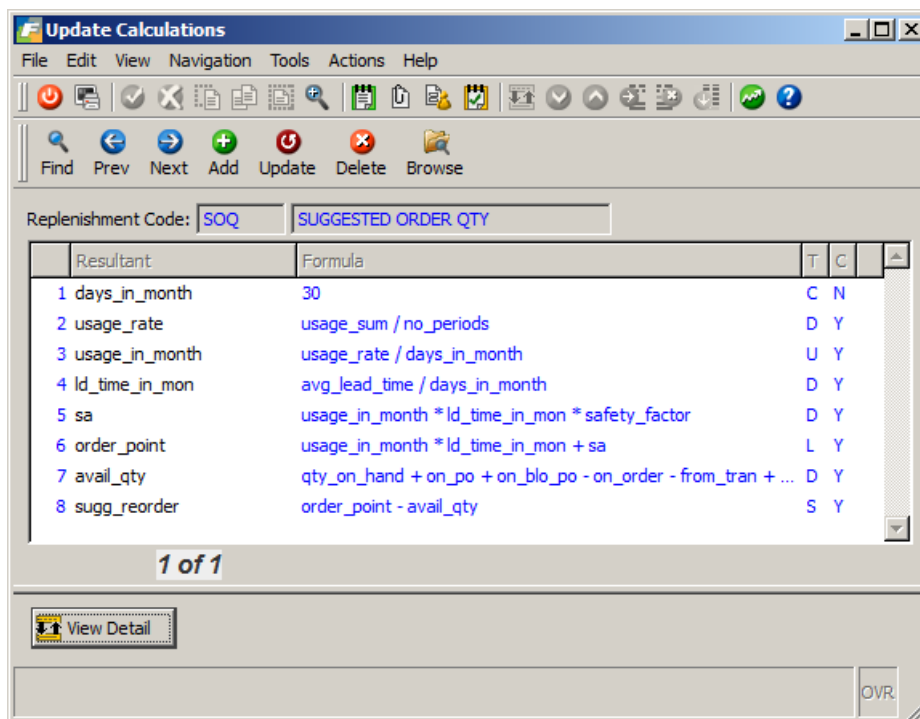 Update Calculations
File Edit View Navigation Tools Actions Help
Find Prev Next Add Update Delete Browse
Replenishment Code: SOQ SUGGESTED ORDER QTY
Resultant Formula T C
1 days_in_month 30 C N
2 usage_rate usage_sum / no_periods D Y
3 usage_in_month usage_rate / days_in_month U Y
4 ld_time_in_mon avg_lead_time / days_in_month D Y
5 sa usage_in_month * ld_time_in_mon * safety_factor D Y
6 order_point usage_in_month * ld_time_in_mon + sa L Y
7 avail_qty qty_on_hand + on_po + on_blo_po - on_order - from_tran + ... D Y
8 sugg_reorder order_point - avail_qty S Y
1 of 1
View Detail
OVR